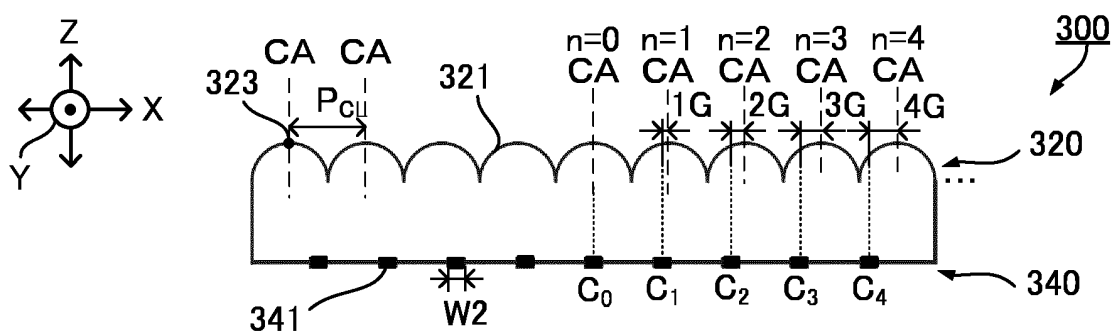 300
Z
X
Y
n=0 n=1 n=2 n=3 n=4
CA CA CA CA CA CA CA
323
P_CL
321
1G 2G 3G 4G
320
...
341
W2
C₀ C₁ C₂ C₃ C₄
340